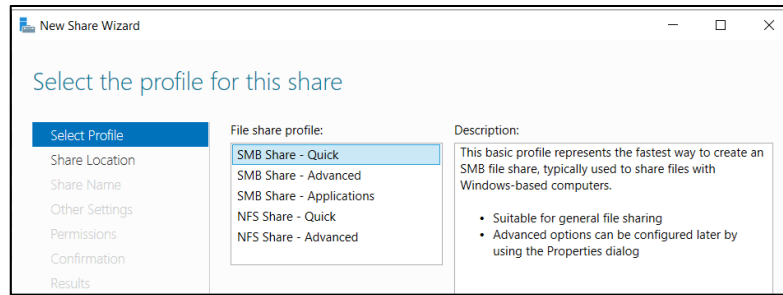 New Share Wizard
Select the profile for this share
Select Profile
Share Location
Share Name
Other Settings
Permissions
Confirmation
Results
File share profile:
SMB Share - Quick
SMB Share - Advanced
SMB Share - Applications
NFS Share - Quick
NFS Share - Advanced
Description:
This basic profile represents the fastest way to create an
SMB file share, typically used to share files with
Windows-based computers.
• Suitable for general file sharing
• Advanced options can be configured later by
using the Properties dialog